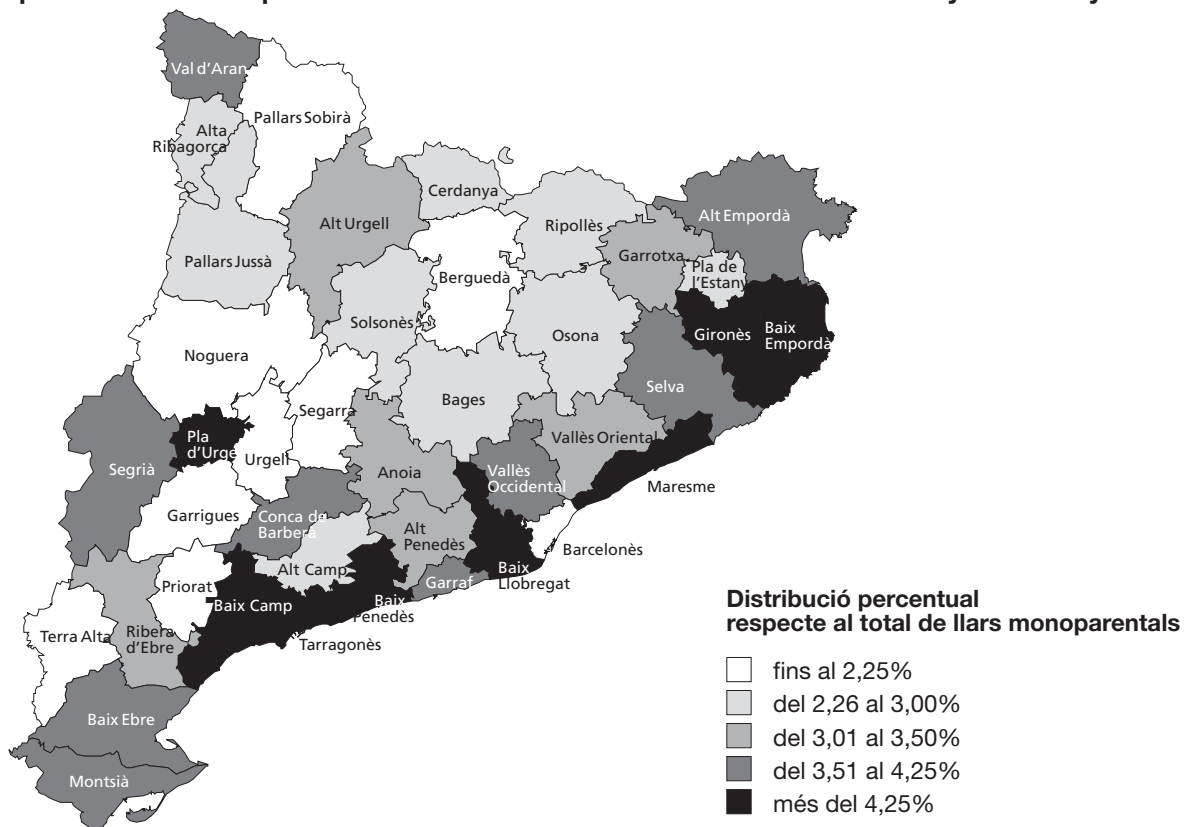 Val d'Aran
Pallars Sobirà
Alta
Ribagorça
Cerdanya
Alt Urgell
Ripollès
Alt Empordà
Garrotxa
Pla de
l'Estany
Pallars Jussà
Berguedà
Solsonès
Osona
Gironès
Baix
Empordà
Noguera
Selva
Bages
Segarra
Pla
d'Urge
Vallès Oriental
Urgell
Segrià
Anoia
Vallès
Occidental
Maresme
Garrigues
Conca de
Barberà
Alt
Penedès
Barcelonès
Alt Camp
Baix
Llobregat
Garraf
Priorat
Baix Camp
Baix
Penedès
Terra Alta
Ribera
d'Ebre
Tarragonès
Baix Ebre
Montsià
Distribució percentual
respecte al total de llars monoparentals
fins al 2,25%
del 2,26 al 3,00%
del 3,01 al 3,50%
del 3,51 al 4,25%
més del 4,25%